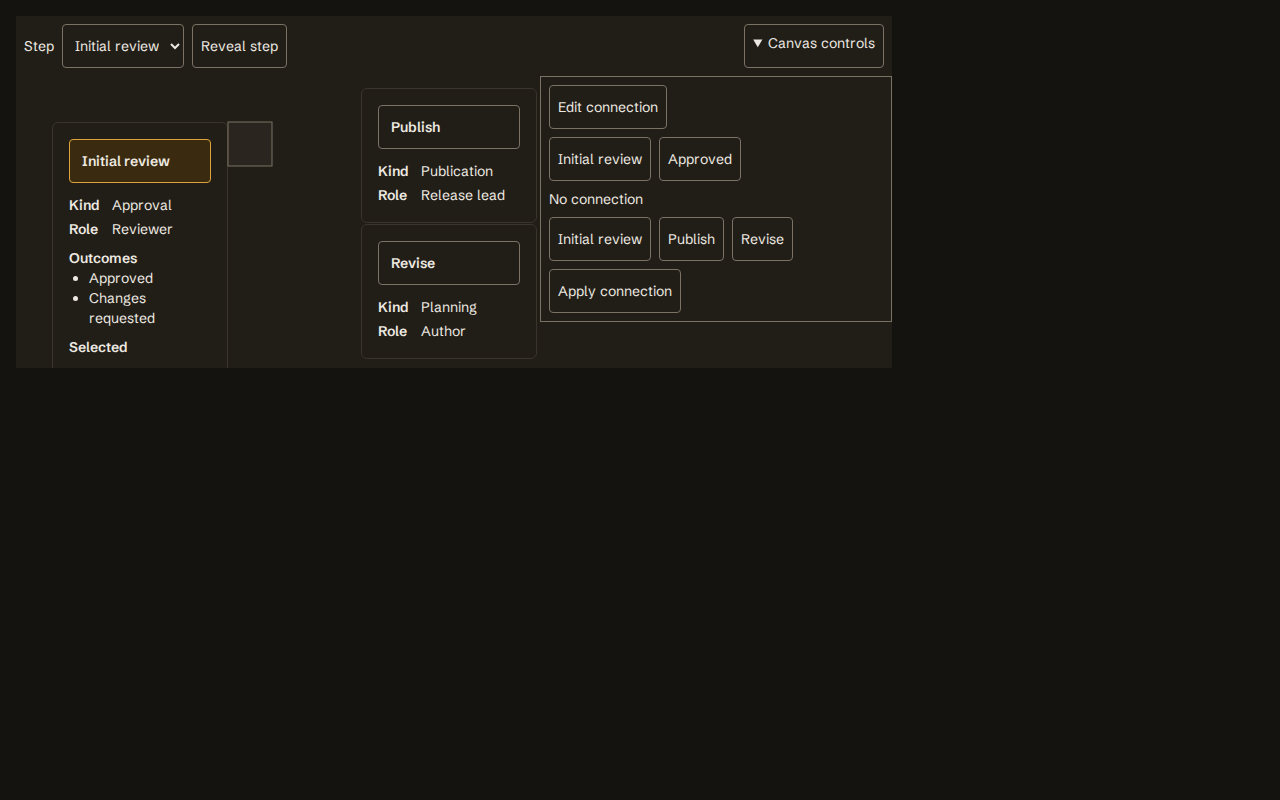 Step Initial review Reveal step Canvas controls
Initial review
Kind Approval
Role Reviewer
Outcomes
Approved
Changes
requested
Selected
Publish
Kind Publication
Role Release lead
Revise
Kind Planning
Role Author
Edit connection
Initial review Approved
No connection
Initial review Publish Revise
Apply connection